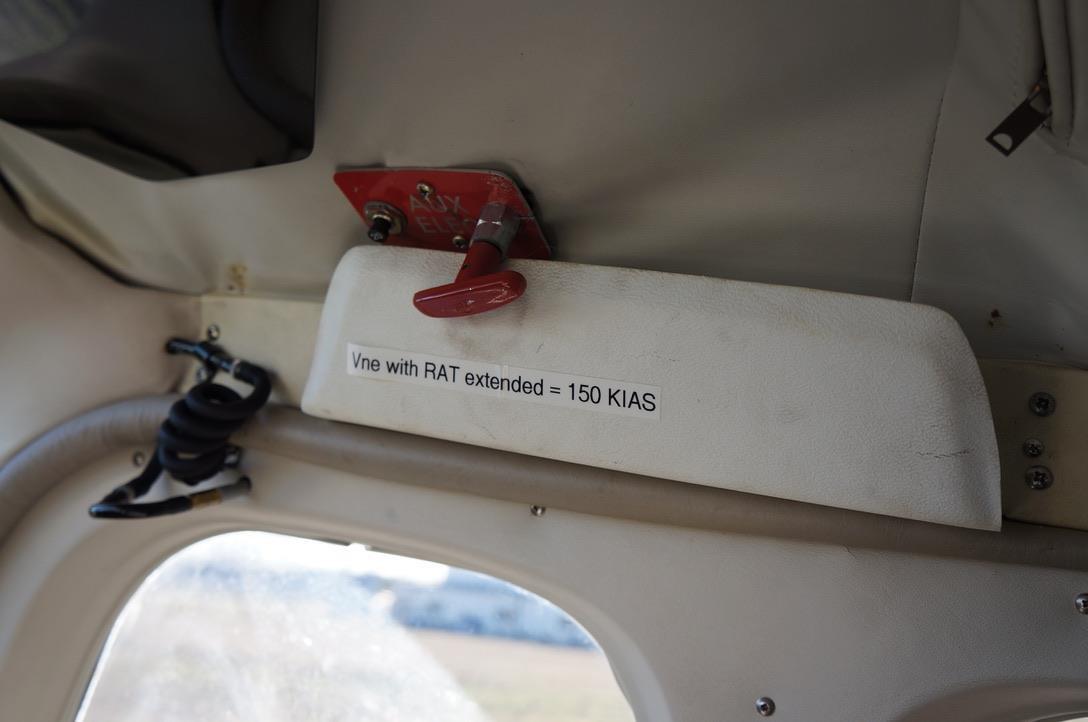 AUX
ELEC
Vne with RAT extended = 150 KIAS